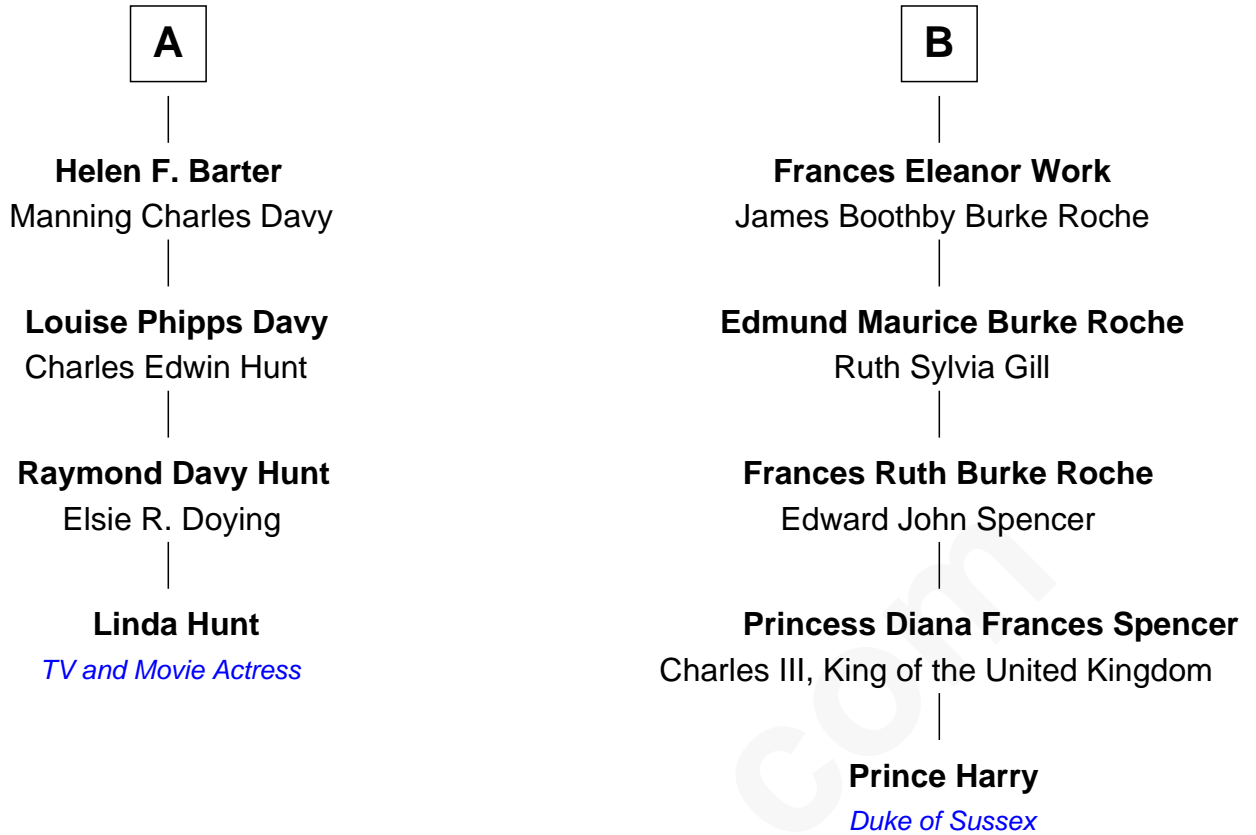 A
Helen F. Barter
Manning Charles Davy
Louise Phipps Davy
Charles Edwin Hunt
Raymond Davy Hunt
Elsie R. Doying
Linda Hunt
TV and Movie Actress
B
Frances Eleanor Work
James Boothby Burke Roche
Edmund Maurice Burke Roche
Ruth Sylvia Gill
Frances Ruth Burke Roche
Edward John Spencer
Princess Diana Frances Spencer
Charles III, King of the United Kingdom
Prince Harry
Duke of Sussex
com